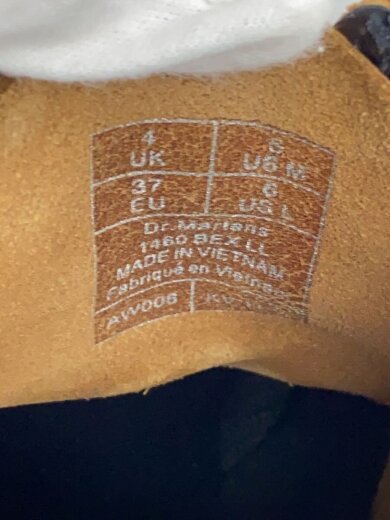 4
UK
US M
37
EU
6
US L
Dr. Martens
1460 BEX LL
MADE IN VIETNAM
Fabriqué en Vietnam
AW006